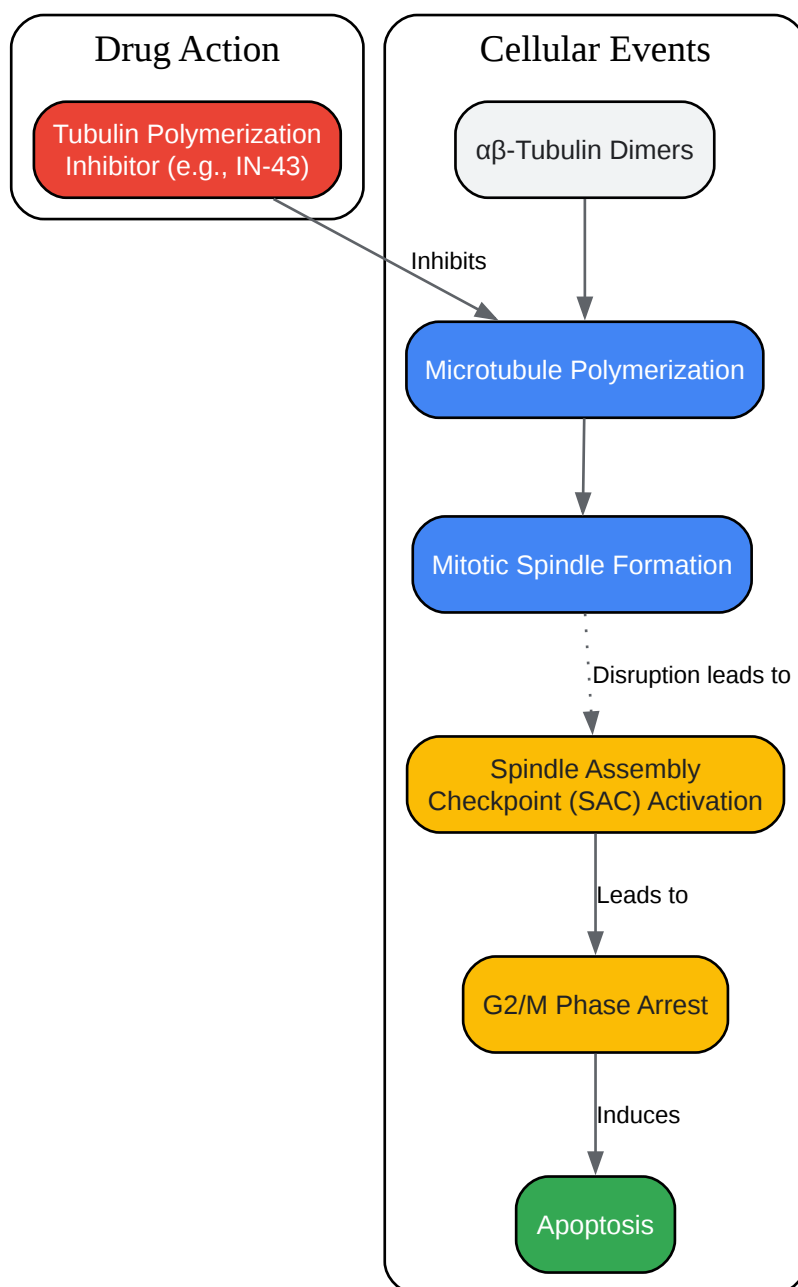 Drug Action
Tubulin Polymerization
Inhibitor (e.g., IN-43)
Cellular Events
αβ-Tubulin Dimers
Inhibits
Microtubule Polymerization
Mitotic Spindle Formation
Disruption leads to
Spindle Assembly
Checkpoint (SAC) Activation
Leads to
G2/M Phase Arrest
Induces
Apoptosis